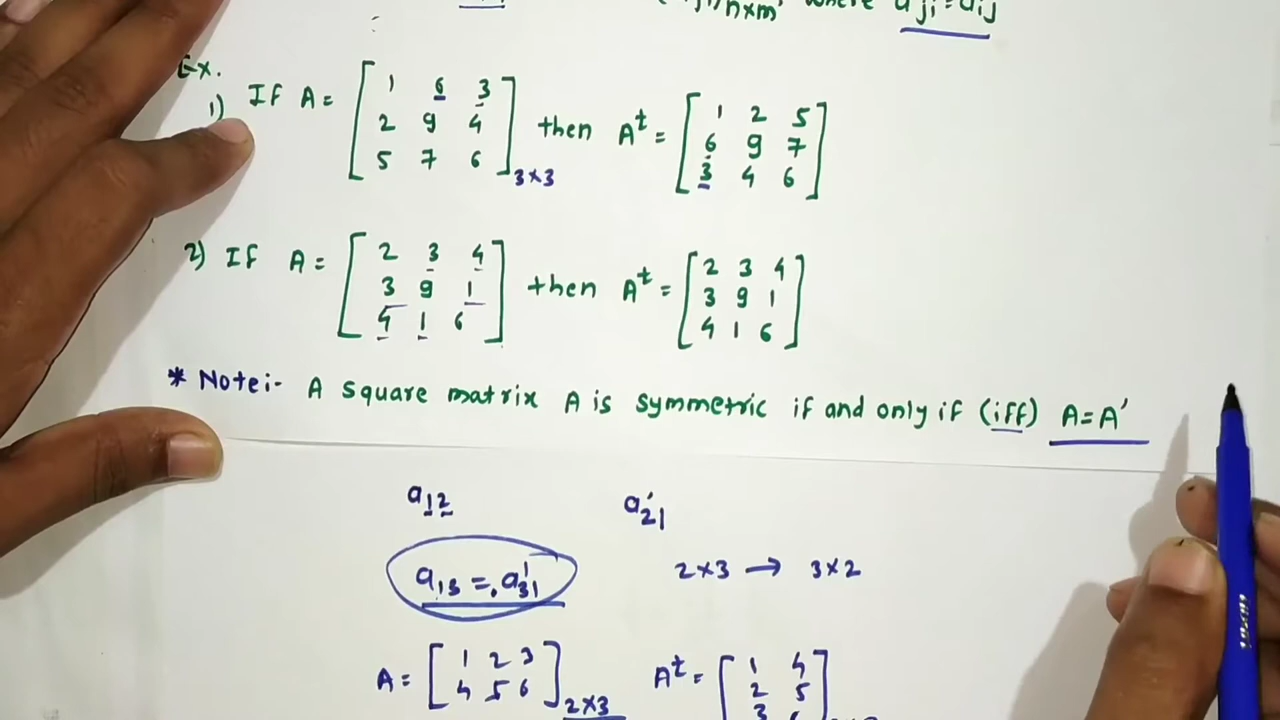 n×m where aji=aij
Ex.
1) If A= [1 6 3
2 9 4
5 7 6]3×3 then A^t= [1 2 5
6 9 7
3 4 6]
2) If A= [2 3 4
3 9 1
4 1 6] then A^t= [2 3 4
3 9 1
4 1 6]
* Note:- A square matrix A is symmetric if and only if (iff) A=A'
a12 a'21
a13 = a'31 2×3 → 3×2
A= [1 2 3
4 5 6]2×3 A^t= [1 4
2 5
3